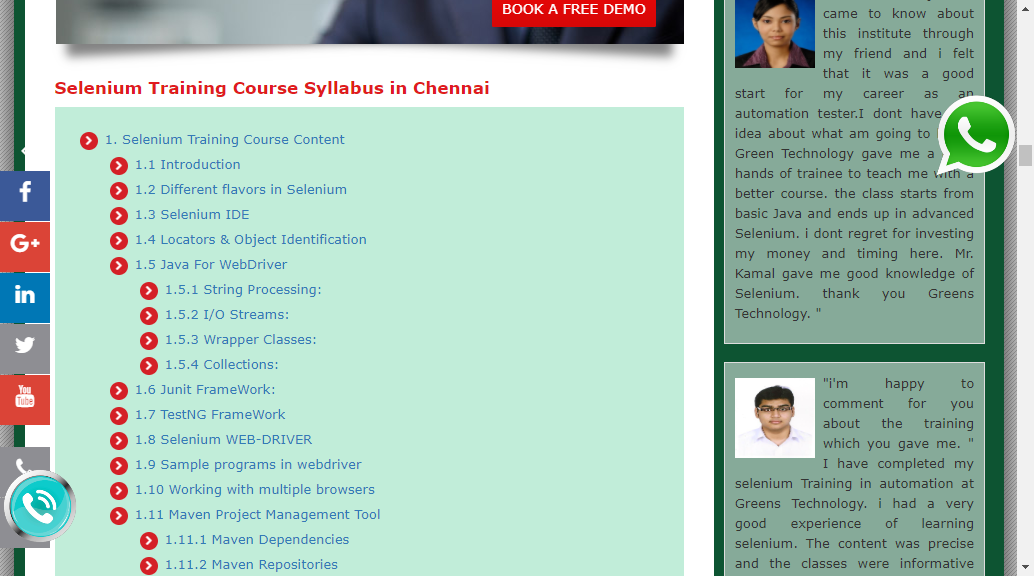 BOOK A FREE DEMO
Selenium Training Course Syllabus in Chennai
1. Selenium Training Course Content
1.1 Introduction
1.2 Different flavors in Selenium
1.3 Selenium IDE
1.4 Locators & Object Identification
1.5 Java For WebDriver
1.5.1 String Processing:
1.5.2 I/O Streams:
1.5.3 Wrapper Classes:
1.5.4 Collections:
1.6 Junit FrameWork:
1.7 TestNG FrameWork
1.8 Selenium WEB-DRIVER
1.9 Sample programs in webdriver
1.10 Working with multiple browsers
1.11 Maven Project Management Tool
1.11.1 Maven Dependencies
1.11.2 Maven Repositories
f
G+
in
You
Tube
came to know about
this institute through
my friend and i felt
that it was a good
start for my career as an
automation tester.I dont have
idea about what am going to
Green Technology gave me a
hands of trainee to teach me with a
better course. the class starts from
basic Java and ends up in advanced
Selenium. i dont regret for investing
my money and timing here. Mr.
Kamal gave me good knowledge of
Selenium. thank you Greens
Technology. "
"i'm happy to
comment for you
about the training
which you gave me. "
I have completed my
selenium Training in automation at
Greens Technology. i had a very
good experience of learning
selenium. The content was precise
and the classes were informative